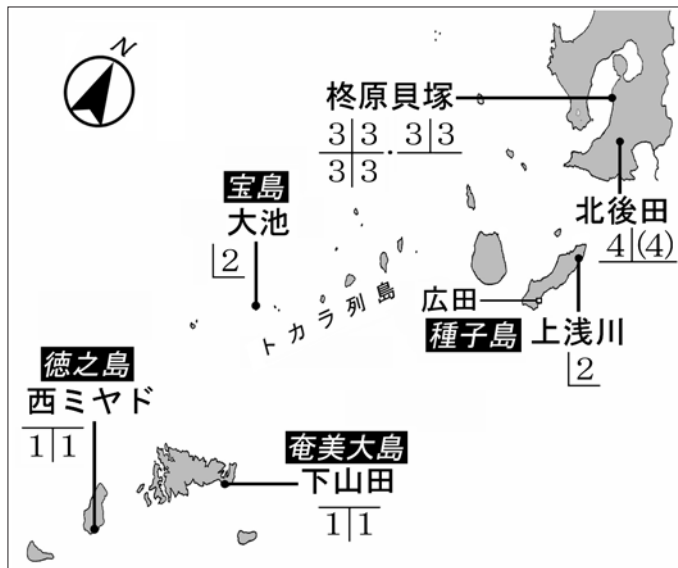 N
柊原貝塚
3|3・3|3
3|3
宝島
大池
2
北後田
4|(4)
トカラ列島
広田
種子島
上浅川
2
徳之島
西ミヤド
1|1
奄美大島
下山田
1|1